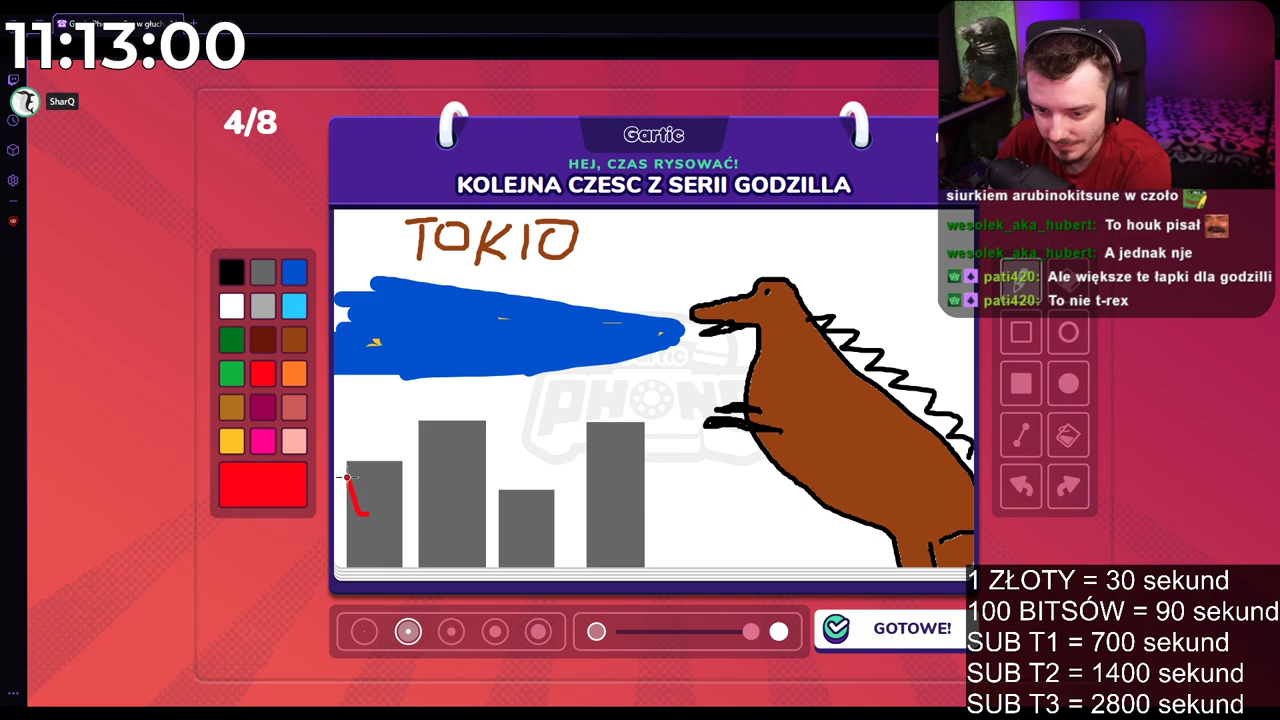 11:13:00
SharQ
4/8
Gartic
HEJ, CZAS RYSOWAĆ!
KOLEJNA CZESC Z SERII GODZILLA
TOKIO
siurkiem arubinokitsune w czoło
wesolek_aka_hubert: To houk pisał
wesolek_aka_hubert: A jednak nje
pati420: Ale większe te łapki dla godzilli
pati420: To nie t-rex
PHONE
GOTOWE!
1 ZŁOTY = 30 sekund
100 BITSÓW = 90 sekund
SUB T1 = 700 sekund
SUB T2 = 1400 sekund
SUB T3 = 2800 sekund